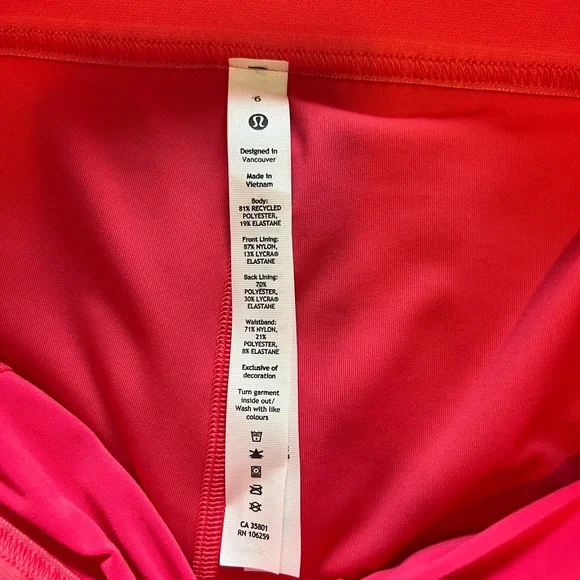 6
Designed in
Vancouver
Made in
Vietnam
Body:
81% RECYCLED
POLYESTER,
19% ELASTANE
Front Lining:
87% NYLON,
13% LYCRA®
ELASTANE
Back Lining:
70%
POLYESTER,
30% LYCRA®
ELASTANE
Waistband:
71% NYLON,
21%
POLYESTER,
8% ELASTANE
Exclusive of
decoration
Turn garment
inside out/
Wash with like
colours
CA 35801
RN 106259